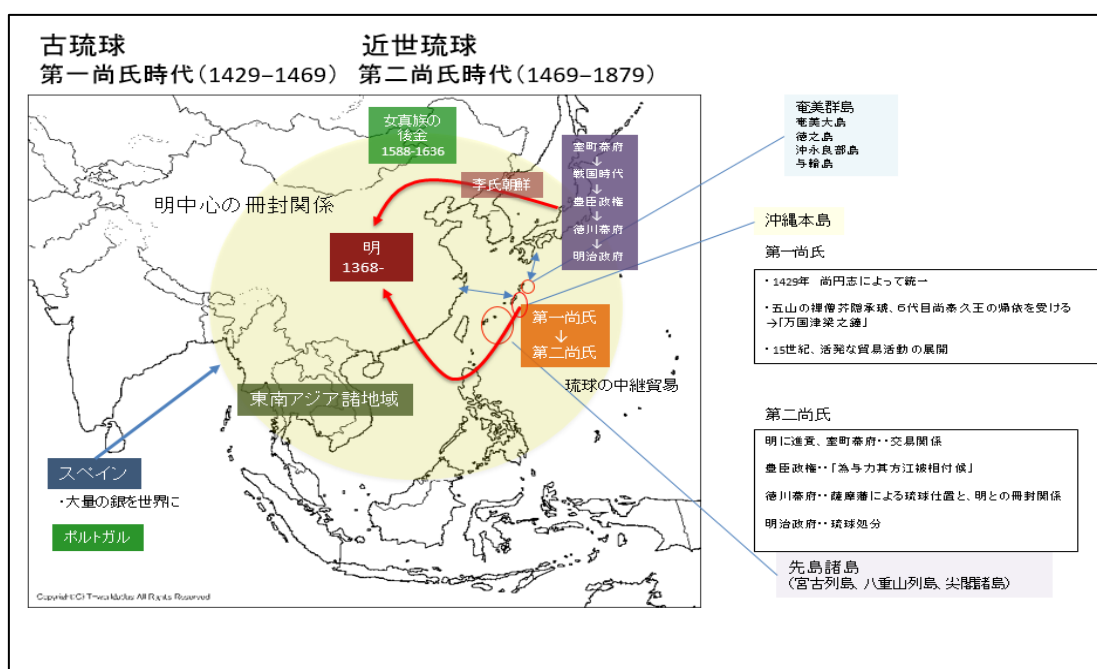 古琉球
第一尚氏時代(1429–1469)
近世琉球
第二尚氏時代(1469–1879)
女真族の
後金
1588-1636
李氏朝鮮
明中心の冊封関係
明
1368-
室町幕府
↓
戦国時代
↓
豊臣政権
↓
徳川幕府
↓
明治政府
第一尚氏
↓
第二尚氏
琉球の中継貿易
東南アジア諸地域
スペイン
・大量の銀を世界に
ポルトガル
奄美群島
奄美大島
徳之島
沖永良部島
与輪島
沖縄本島
第一尚氏
・1429年 尚円志によって統一
・五山の禅僧芥隠承琥、6代目尚泰久王の帰依を受ける
→「万国津梁之鐘」
・15世紀、活発な貿易活動の展開
第二尚氏
明に進貢、室町幕府‥交易関係
豊臣政権‥「為与力其方江被相付候」
徳川幕府‥薩摩藩による琉球仕置と、明との冊封関係
明治政府‥琉球処分
先島諸島
(宮古列島、八重山列島、尖閣諸島)
All Rights Reserved